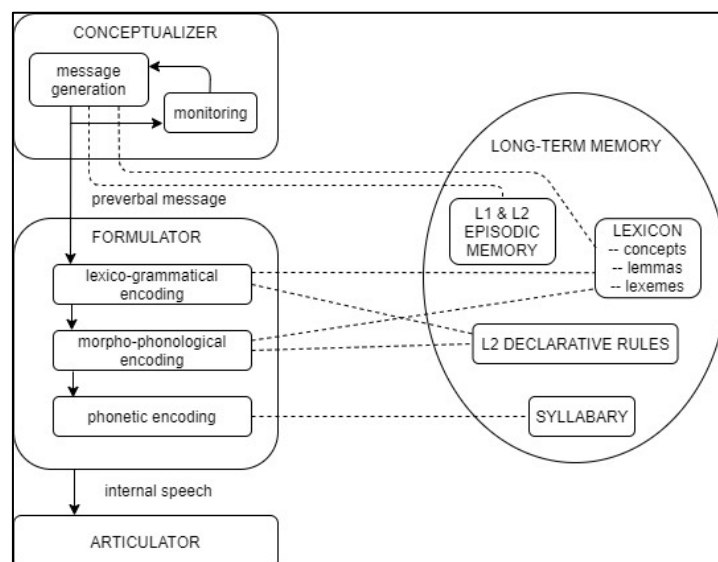 CONCEPTUALIZER
message
generation
monitoring
preverbal message
FORMULATOR
lexico-grammatical
encoding
morpho-phonological
encoding
phonetic encoding
internal speech
ARTICULATOR
LONG-TERM MEMORY
L1 & L2
EPISODIC
MEMORY
LEXICON
-- concepts
-- lemmas
-- lexemes
L2 DECLARATIVE RULES
SYLLABARY